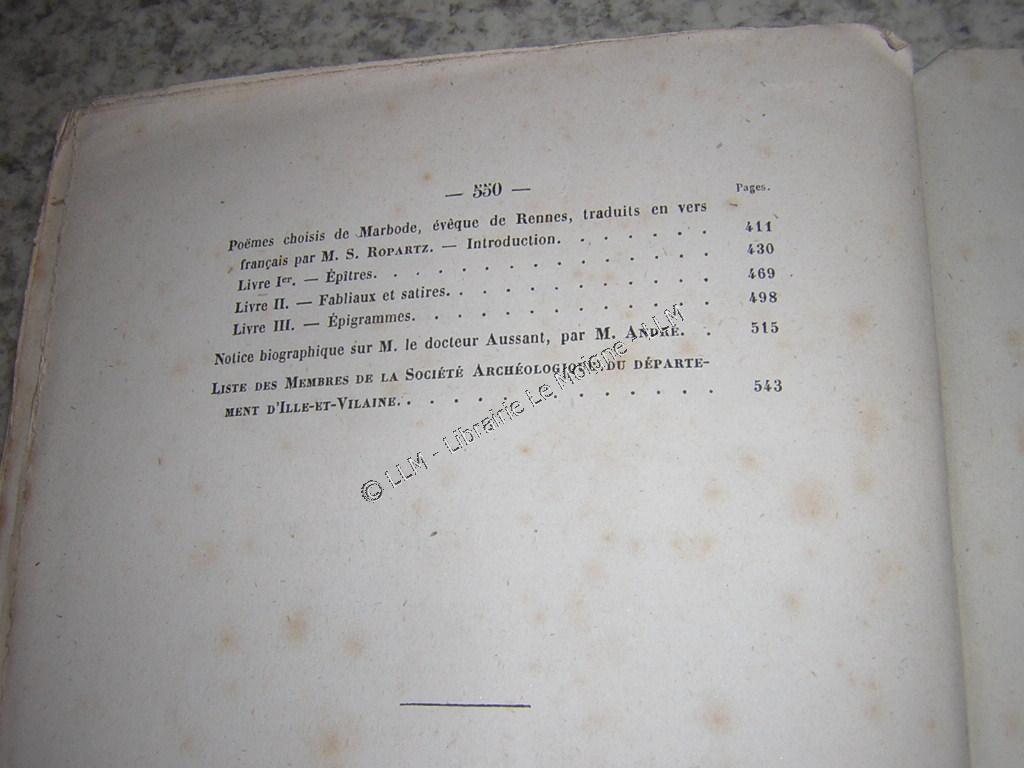 — 550 —
Pages.
Poëmes choisis de Marbode, évêque de Rennes, traduits en vers
français par M. S. ROPARTZ. — Introduction. . . . . . . 411
Livre Ier. — Épîtres. . . . . . . . . . . . . . 430
Livre II. — Fabliaux et satires. . . . . . . . . . . 469
Livre III. — Épigrammes. . . . . . . . . . . . . 498
Notice biographique sur M. le docteur Aussant, par M. ANDRÉ. . 515
LISTE DES MEMBRES DE LA SOCIÉTÉ ARCHÉOLOGIQUE DU DÉPARTE-
MENT D'ILLE-ET-VILAINE. . . . . . . . . . . . . 543
© LLM - Librairie Le Moigne - LLM